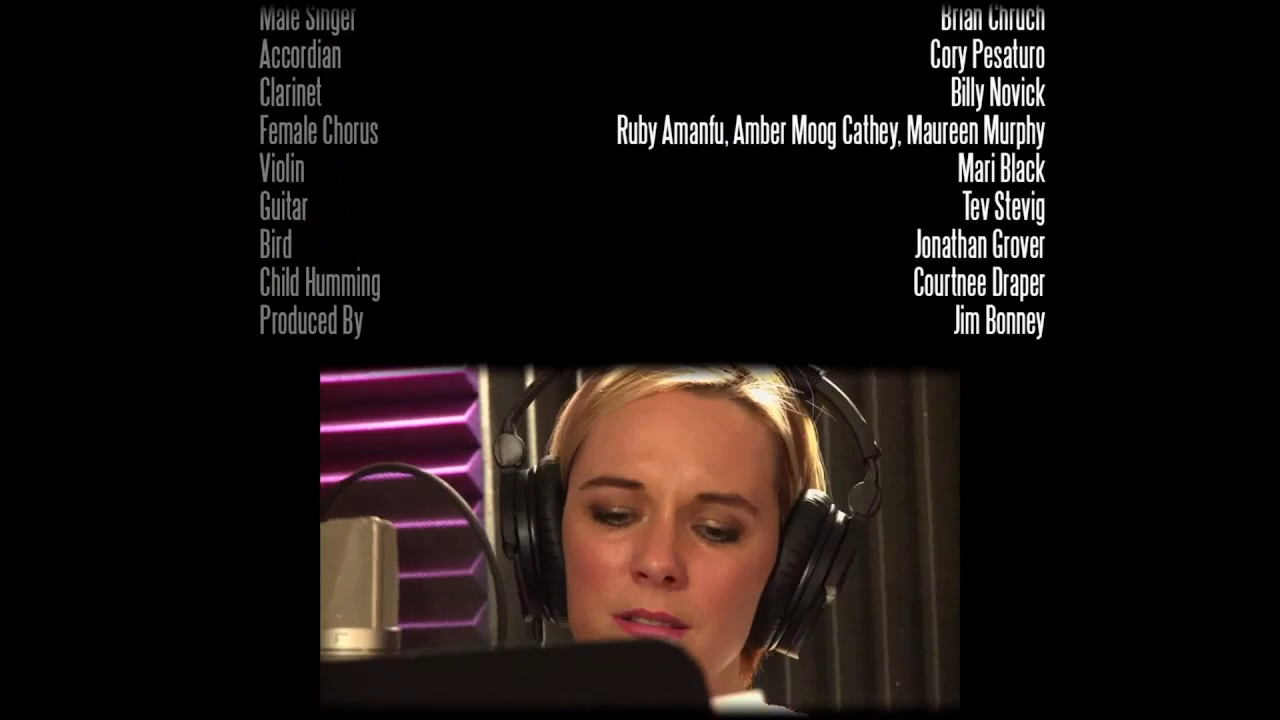 Male Singer Brian Chruch
Accordian Cory Pesaturo
Clarinet Billy Novick
Female Chorus Ruby Amanfu, Amber Moog Cathey, Maureen Murphy
Violin Mari Black
Guitar Tev Stevig
Bird Jonathan Grover
Child Humming Courtnee Draper
Produced By Jim Bonney